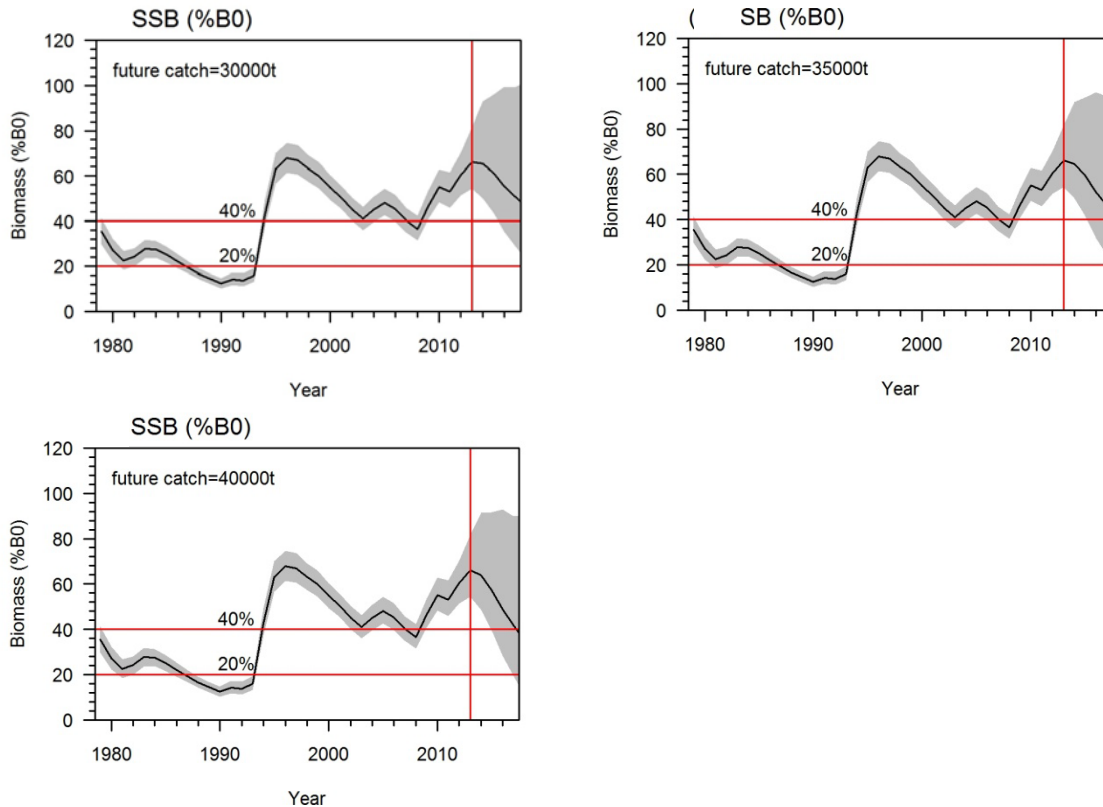 SSB (%B0)
120
100
80
60
40
20
0
Biomass (%B0)
future catch=30000t
40%
20%
1980 1990 2000 2010
Year
( SB (%B0)
120
100
80
60
40
20
0
Biomass (%B0)
future catch=35000t
40%
20%
1980 1990 2000 2010
Year
SSB (%B0)
120
100
80
60
40
20
0
Biomass (%B0)
future catch=40000t
40%
20%
1980 1990 2000 2010
Year